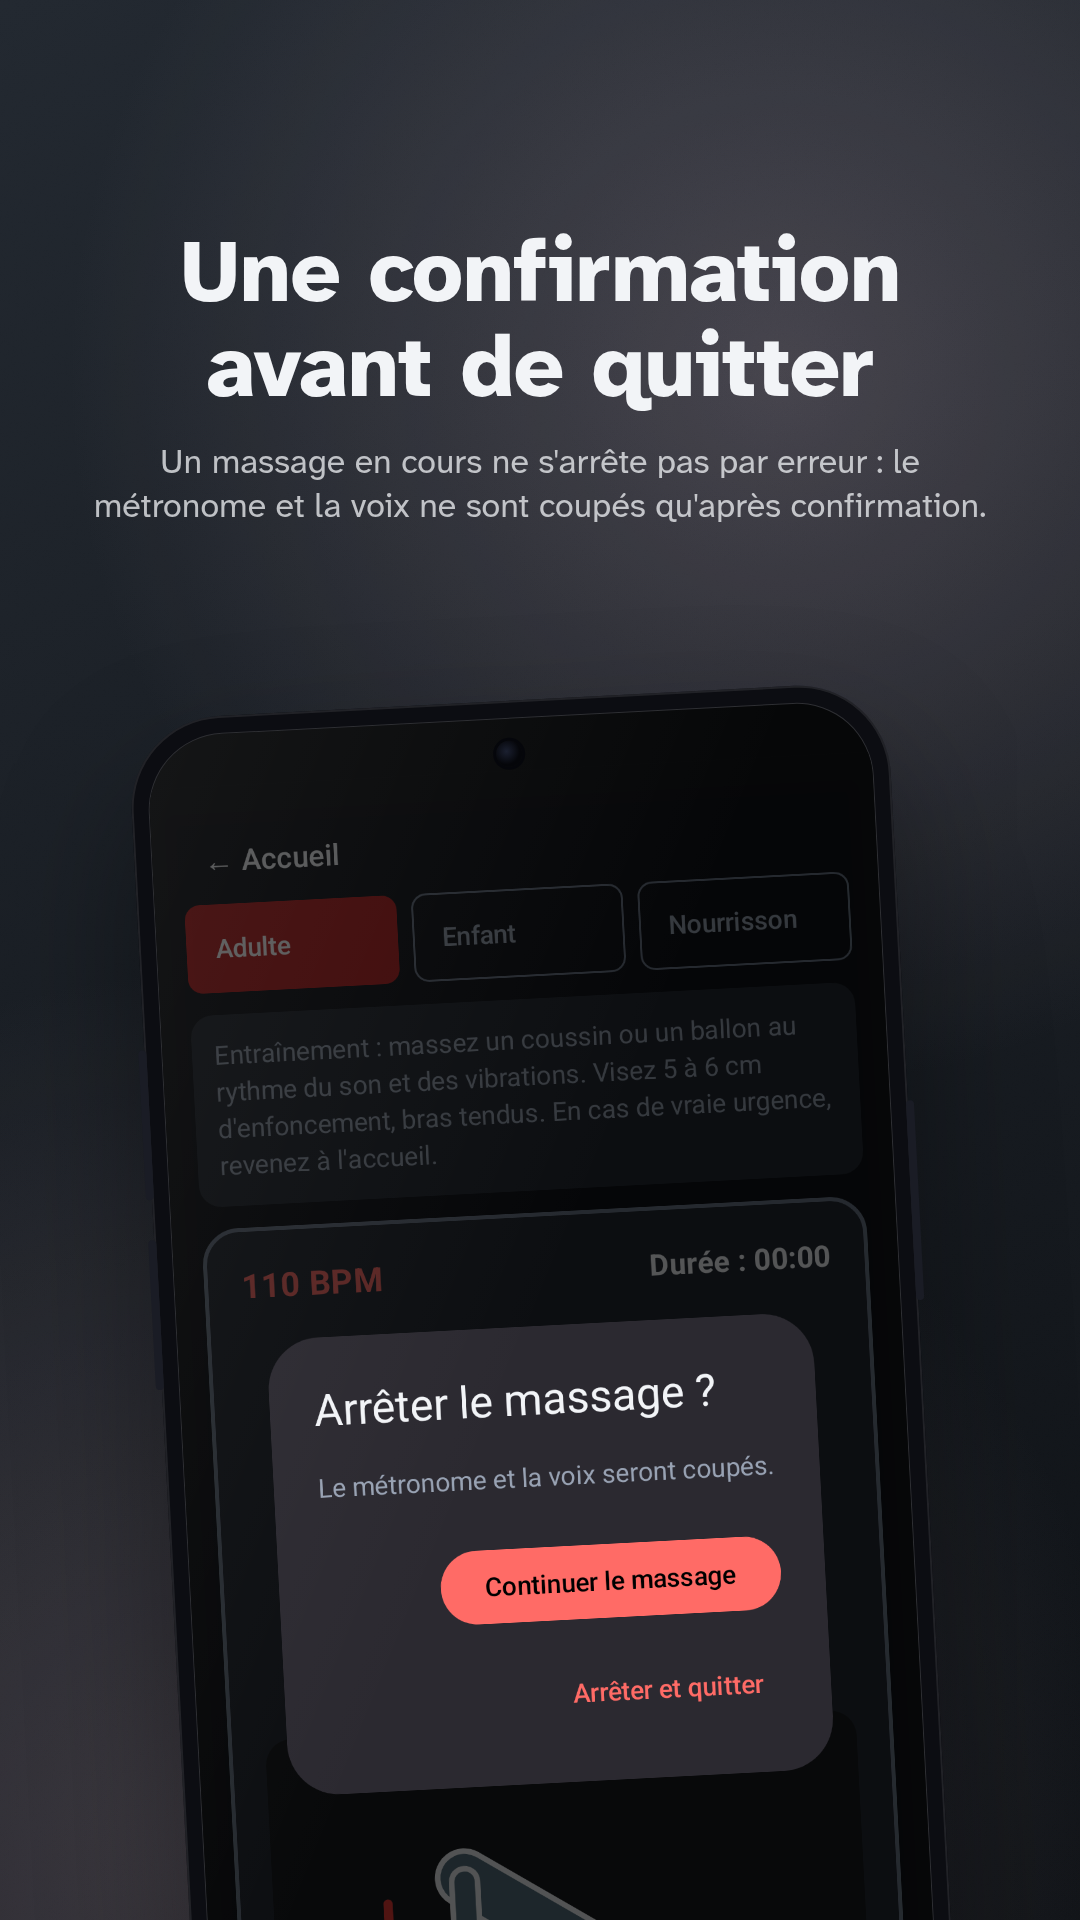 Une confirmation
avant de quitter
Un massage en cours ne s'arrête pas par erreur : le
métronome et la voix ne sont coupés qu'après confirmation.
← Accueil
Adulte
Enfant
Nourrisson
Entraînement : massez un coussin ou un ballon au
rythme du son et des vibrations. Visez 5 à 6 cm
d'enfoncement, bras tendus. En cas de vraie urgence,
revenez à l'accueil.
110 BPM
Durée : 00:00
Arrêter le massage ?
Le métronome et la voix seront coupés.
Continuer le massage
Arrêter et quitter